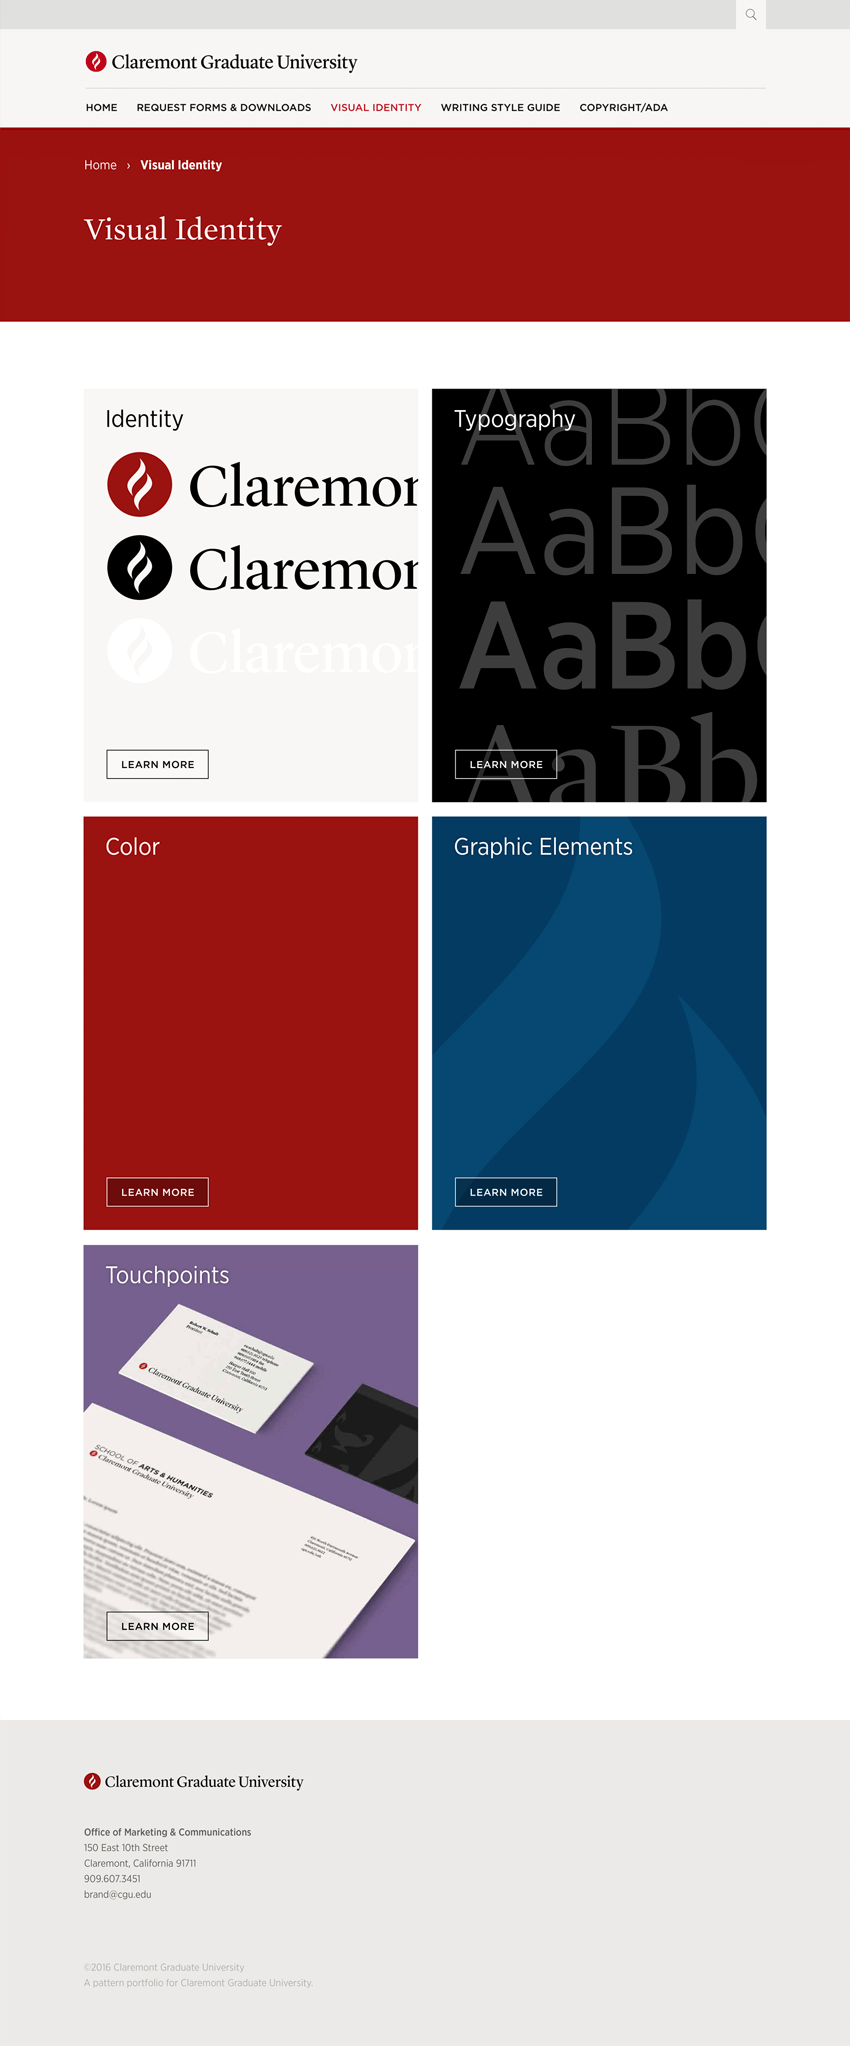 Claremont Graduate University
HOME REQUEST FORMS & DOWNLOADS VISUAL IDENTITY WRITING STYLE GUIDE COPYRIGHT/ADA
Home › Visual Identity
Visual Identity
Identity
Claremon
Claremon
Claremon
LEARN MORE
Typography
AaBb
AaBb
AaBb
AaBb
LEARN MORE
Color
LEARN MORE
Graphic Elements
LEARN MORE
Touchpoints
Claremont Graduate University
SCHOOL OF ARTS & HUMANITIES
Claremont Graduate University
LEARN MORE
Claremont Graduate University
Office of Marketing & Communications
150 East 10th Street
Claremont, California 91711
909.607.3451
brand@cgu.edu
©2016 Claremont Graduate University
A pattern portfolio for Claremont Graduate University.